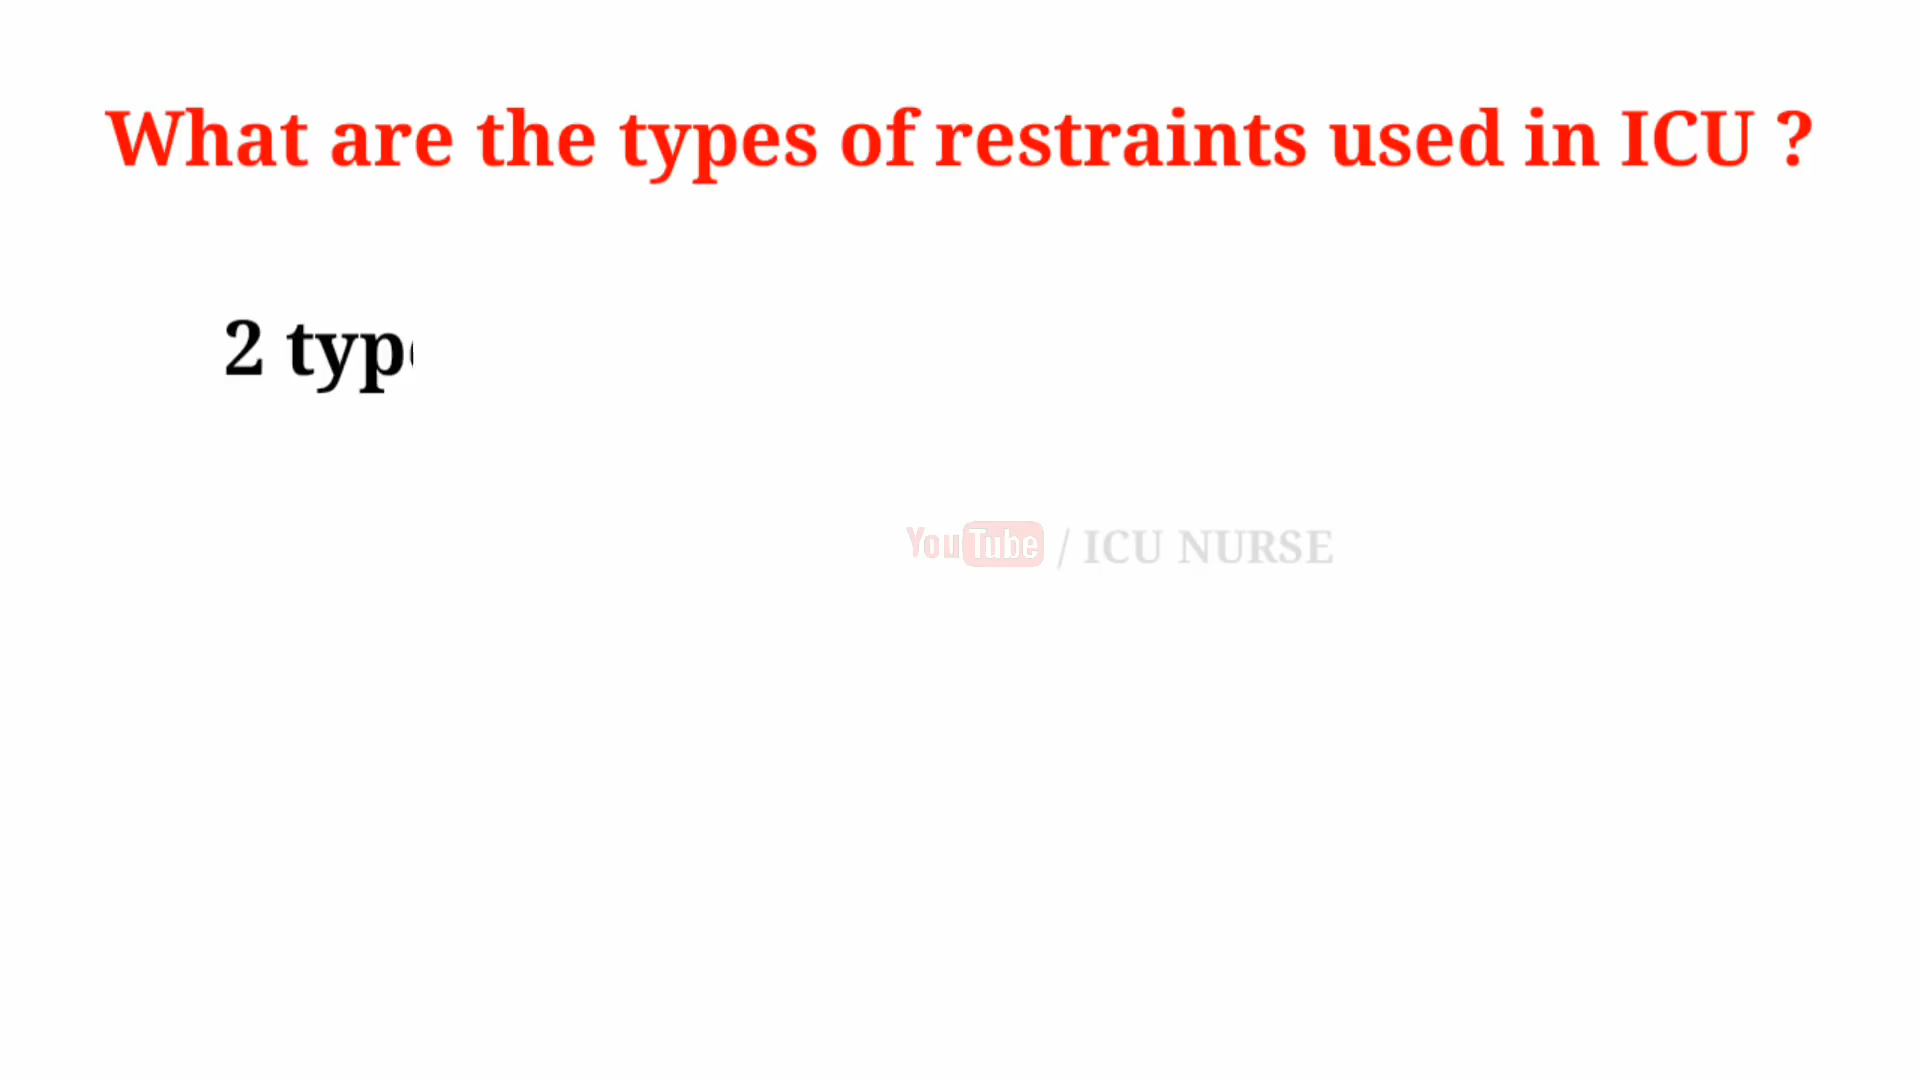 What are the types of restraints used in ICU ?
2 typ
YouTube / ICU NURSE